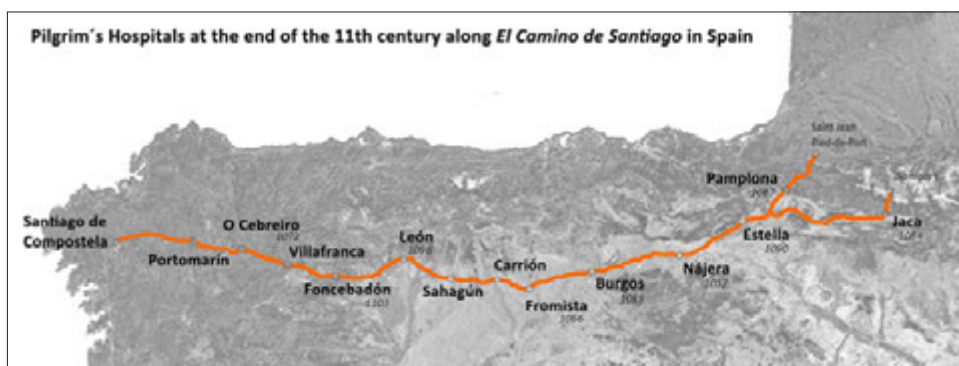 Pilgrim´s Hospitals at the end of the 11th century along El Camino de Santiago in Spain
Saint Jean
Pied-de-Port
Pamplona
Santiago de
Compostela
O Cebreiro
1072
León
1096
Estella
1090
Jaca
Portomarín
Villafranca
Foncebadón
1103
Sahagún
Carrión
Fromista
1066
Burgos
1085
Nájera
1052